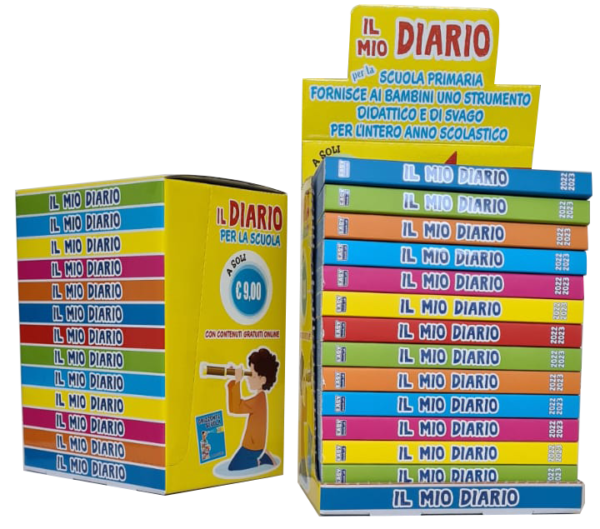 IL MIO DIARIO
IL MIO DIARIO
IL MIO DIARIO
IL MIO DIARIO
IL MIO DIARIO
IL MIO DIARIO
IL MIO DIARIO
IL MIO DIARIO
IL MIO DIARIO
IL MIO DIARIO
IL MIO DIARIO
IL MIO DIARIO
IL MIO DIARIO
IL DIARIO
PER LA SCUOLA
A SOLI
€ 9,00
CON CONTENUTI GRATUITI ONLINE
IL MIO DIARIO
per la SCUOLA PRIMARIA
FORNISCE AI BAMBINI UNO STRUMENTO
DIDATTICO E DI SVAGO
PER L'INTERO ANNO SCOLASTICO
A SOLI
IL MIO DIARIO 2022 2023
IL MIO DIARIO 2022 2023
IL MIO DIARIO 2022 2023
IL MIO DIARIO 2022 2023
IL MIO DIARIO 2022 2023
IL MIO DIARIO 2022 2023
IL MIO DIARIO 2022 2023
IL MIO DIARIO 2022 2023
IL MIO DIARIO 2022 2023
IL MIO DIARIO 2022 2023
IL MIO DIARIO 2022 2023
IL MIO DIARIO 2022 2023
IL MIO DIARIO 2022 2023
IL MIO DIARIO